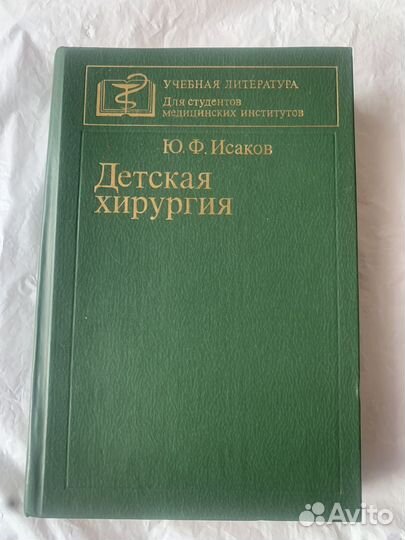 УЧЕБНАЯ ЛИТЕРАТУРА
Для студентов
медицинских институтов
Ю. Ф. Исаков
Детская
хирургия
Avito